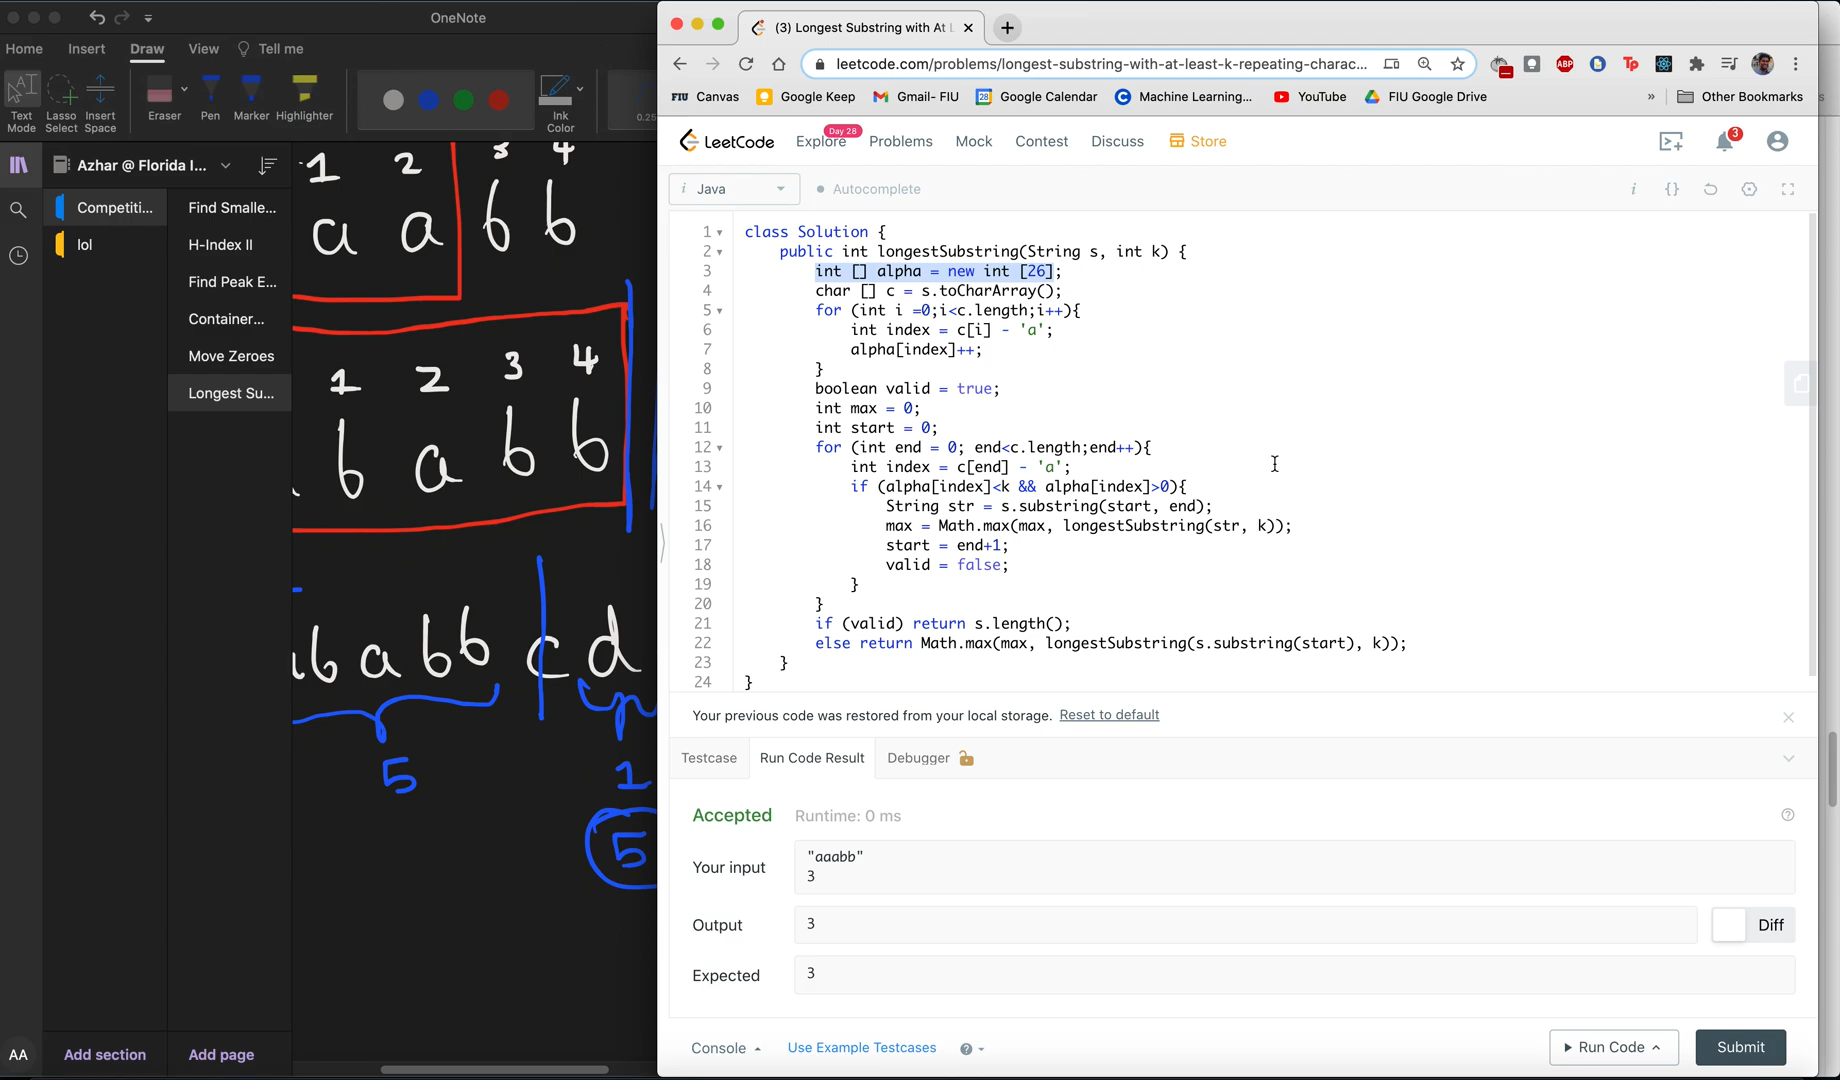 OneNote
Home Insert Draw View Tell me
Text Mode
Lasso Select
Insert Space
Eraser
Pen
Marker
Highlighter
Ink Color
0.25
Azhar @ Florida I...
Competiti...
lol
Find Smalle...
H-Index II
Find Peak E...
Container...
Move Zeroes
Longest Su...
1 2 3 4
a a b b
1 2 3 4
b a b b
b a b b c d
5
1
5
AA
Add section
Add page
(3) Longest Substring with At L
leetcode.com/problems/longest-substring-with-at-least-k-repeating-charac...
ABP
Tp
FIU Canvas Google Keep Gmail- FIU 28 Google Calendar Machine Learning... YouTube FIU Google Drive » Other Bookmarks
LeetCode Explore Day 28 Problems Mock Contest Discuss Store 3
i Java Autocomplete
i {}
1 class Solution {
2 public int longestSubstring(String s, int k) {
3 int [] alpha = new int [26];
4 char [] c = s.toCharArray();
5 for (int i =0;i<c.length;i++){
6 int index = c[i] - 'a';
7 alpha[index]++;
8 }
9 boolean valid = true;
10 int max = 0;
11 int start = 0;
12 for (int end = 0; end<c.length;end++){
13 int index = c[end] - 'a';
14 if (alpha[index]<k && alpha[index]>0){
15 String str = s.substring(start, end);
16 max = Math.max(max, longestSubstring(str, k));
17 start = end+1;
18 valid = false;
19 }
20 }
21 if (valid) return s.length();
22 else return Math.max(max, longestSubstring(s.substring(start), k));
23 }
24 }
Your previous code was restored from your local storage. Reset to default
Testcase Run Code Result Debugger
Accepted Runtime: 0 ms
Your input
"aaabb"
3
Output 3 Diff
Expected 3
Console Use Example Testcases ? Run Code Submit